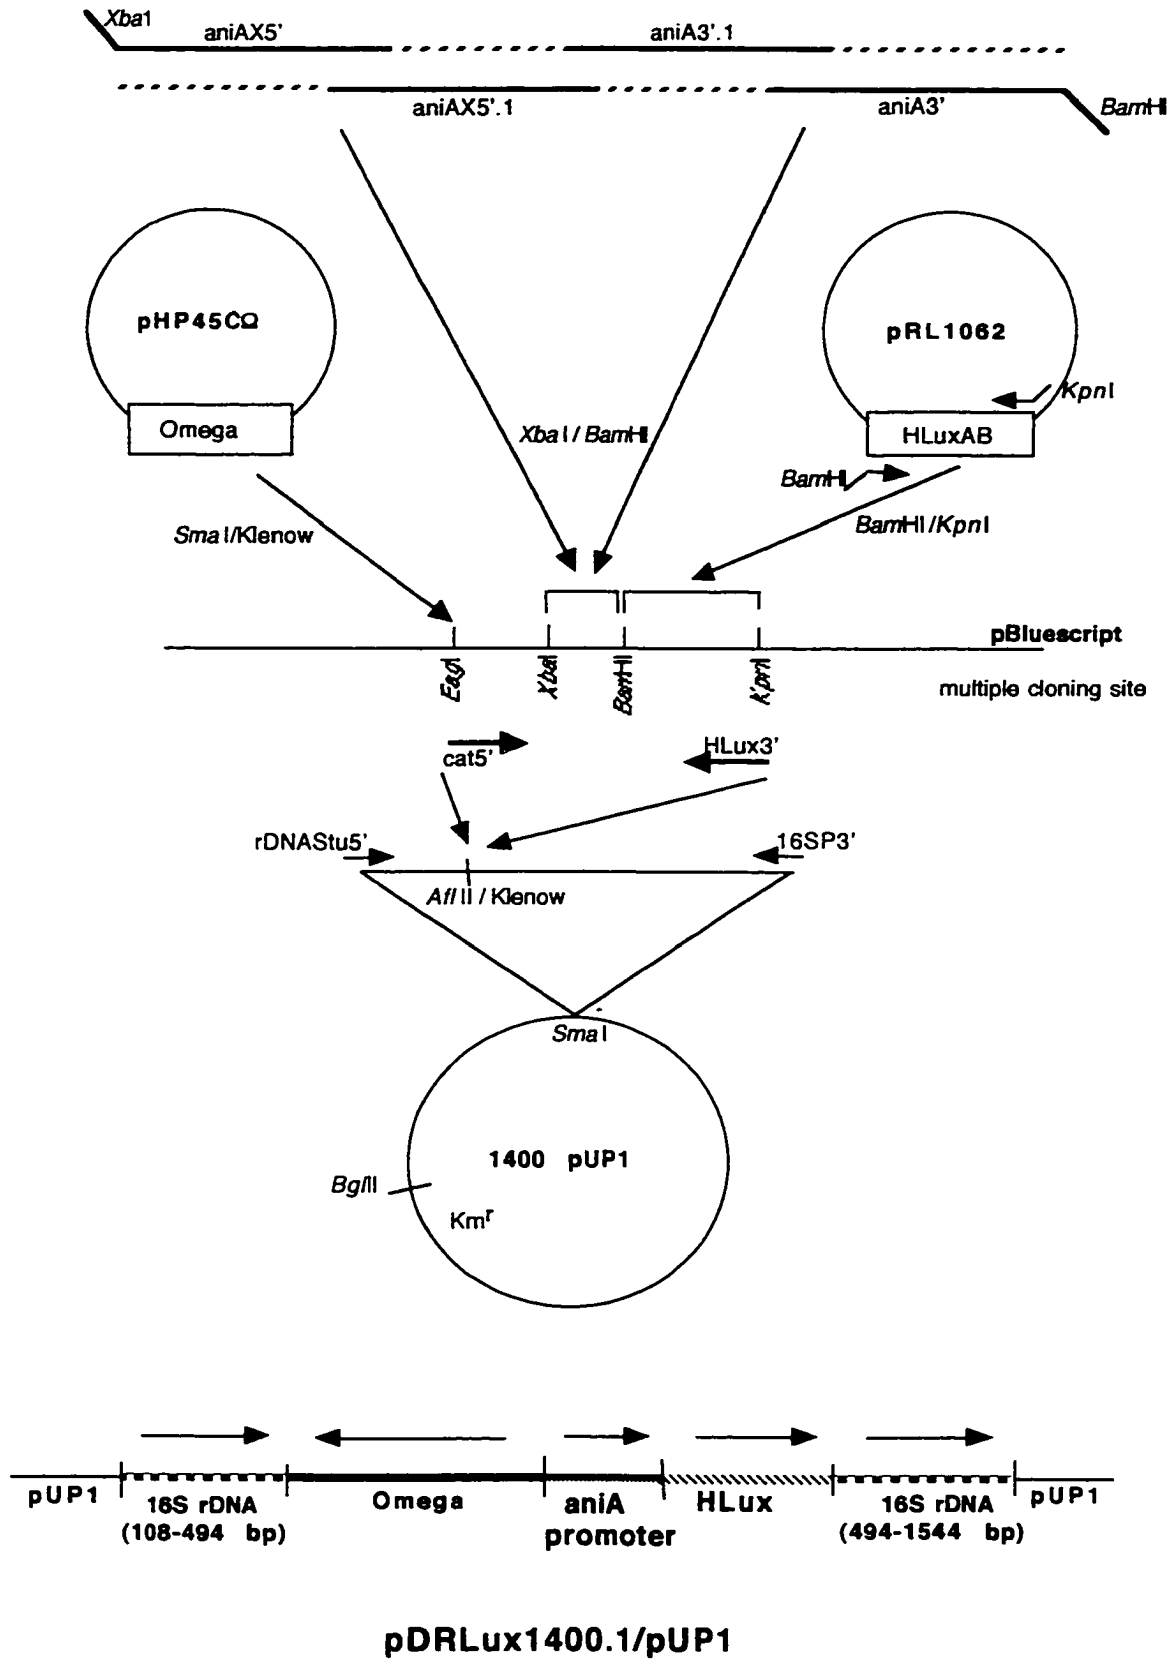 Xba1
aniAX5' aniA3'.1
aniAX5'.1 aniA3' BamHI
pHP45CΩ pRL1062
KpnI
Omega HLuxAB
XbaI/BamHI
BamHI
SmaI/Klenow BamHI/KpnI
pBluescript
EagI XbaI BamHI KpnI
multiple cloning site
cat5' HLux3'
rDNAStu5' 16SP3'
AflII/Klenow
SmaI
1400 pUP1
BglII
Kmr
pUP1 16S rDNA Omega aniA HLux 16S rDNA pUP1
(108-494 bp) promoter (494-1544 bp)
pDRLux1400.1/pUP1